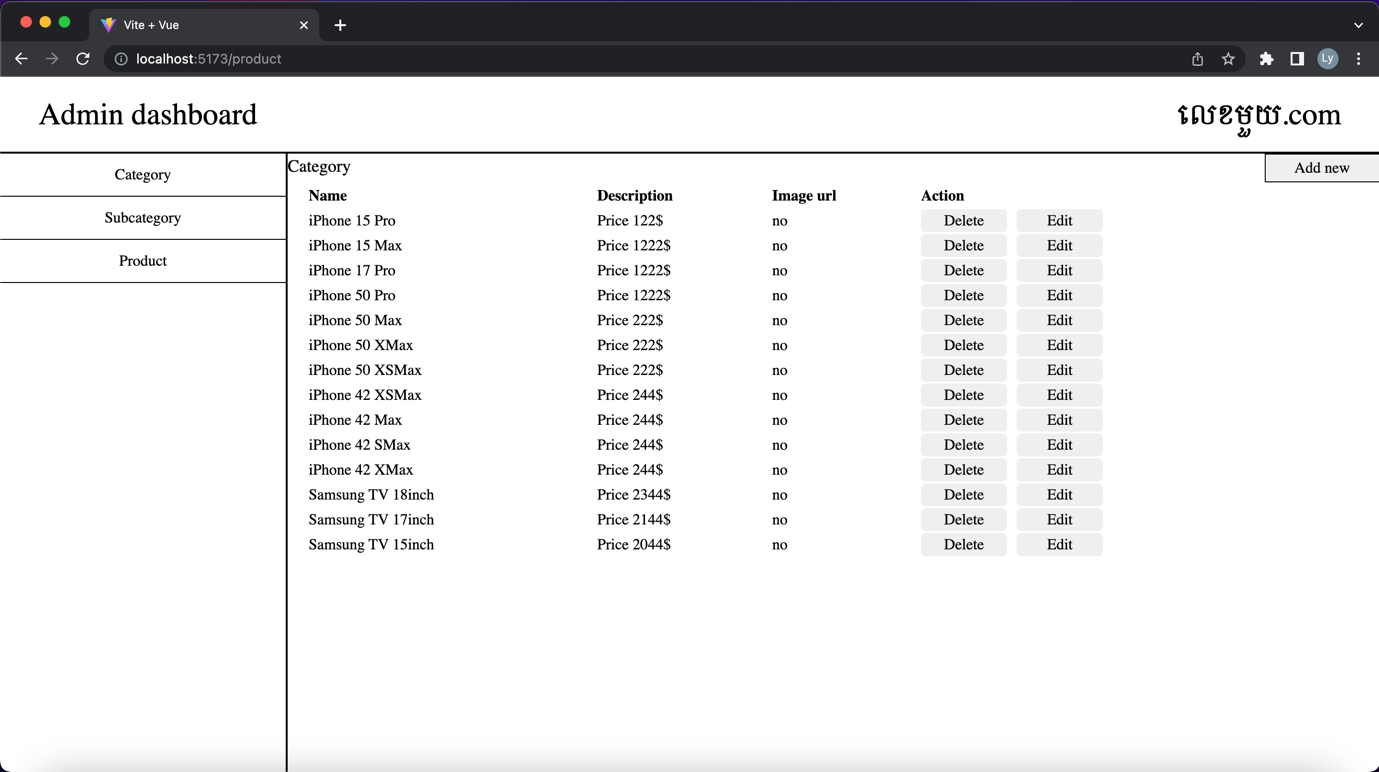 Vite + Vue
localhost:5173/product
Ly
Admin dashboard
លេខមួយ.com
Category
Subcategory
Product
Category
Add new
Name Description Image url Action
iPhone 15 Pro Price 122$ no Delete Edit
iPhone 15 Max Price 1222$ no Delete Edit
iPhone 17 Pro Price 1222$ no Delete Edit
iPhone 50 Pro Price 1222$ no Delete Edit
iPhone 50 Max Price 222$ no Delete Edit
iPhone 50 XMax Price 222$ no Delete Edit
iPhone 50 XSMax Price 222$ no Delete Edit
iPhone 42 XSMax Price 244$ no Delete Edit
iPhone 42 Max Price 244$ no Delete Edit
iPhone 42 SMax Price 244$ no Delete Edit
iPhone 42 XMax Price 244$ no Delete Edit
Samsung TV 18inch Price 2344$ no Delete Edit
Samsung TV 17inch Price 2144$ no Delete Edit
Samsung TV 15inch Price 2044$ no Delete Edit